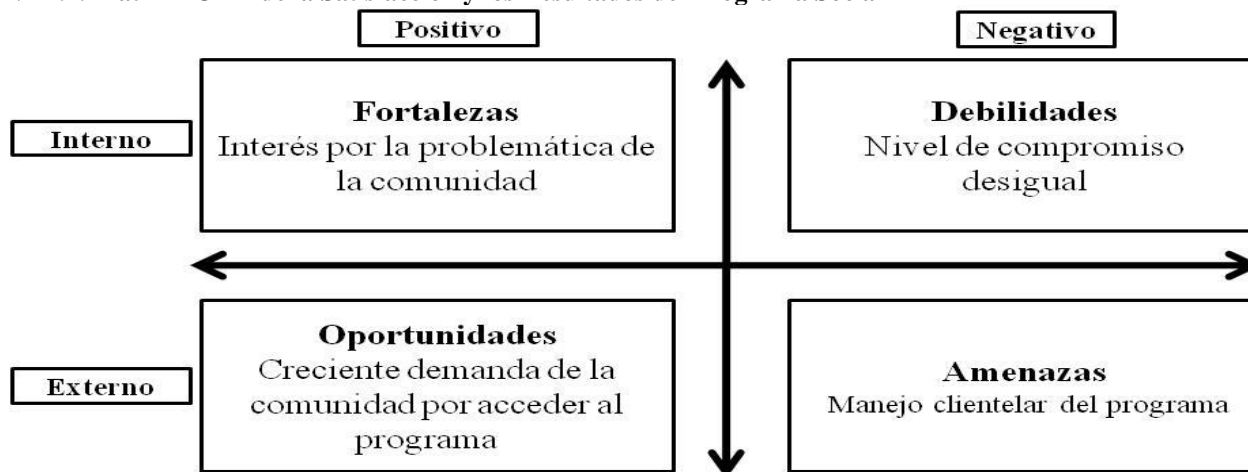 Positivo
Negativo
Interno
Fortalezas
Interés por la problemática de
la comunidad
Debilidades
Nivel de compromiso
desigual
Externo
Oportunidades
Creciente demanda de la
comunidad por acceder al
programa
Amenazas
Manejo clientelar del programa